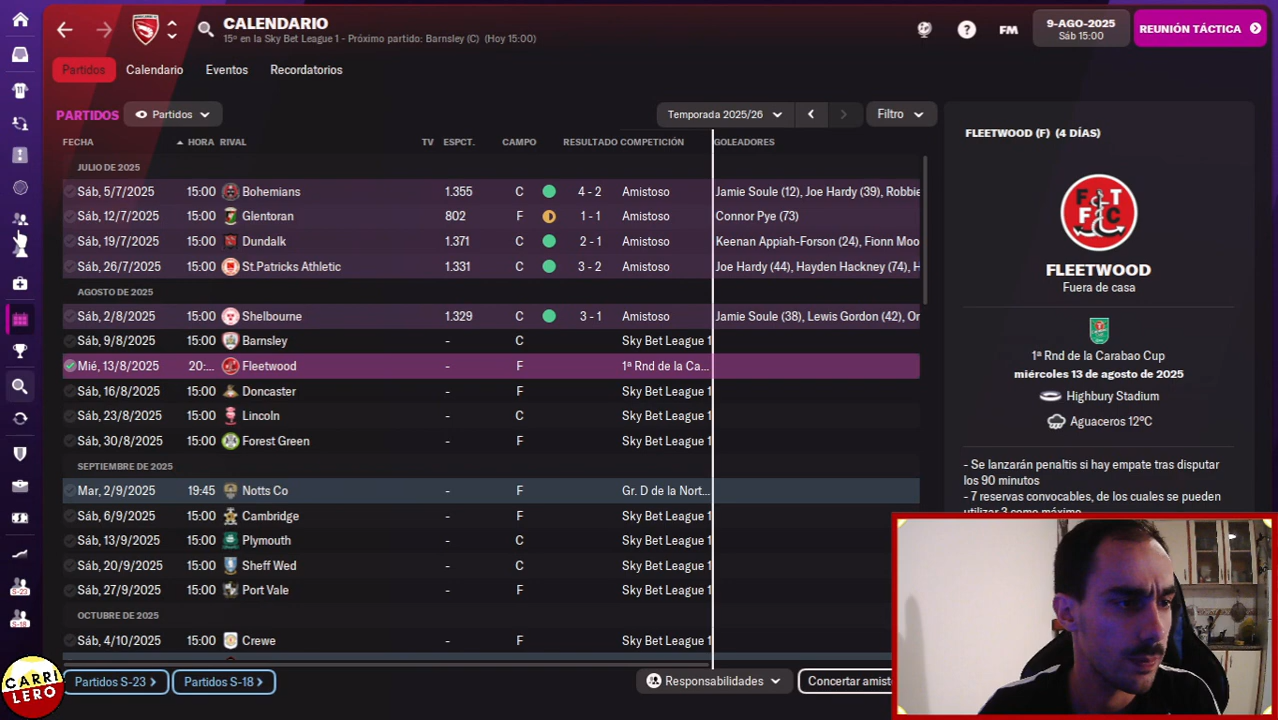 CALENDARIO
15º en la Sky Bet League 1 - Próximo partido: Barnsley (C) (Hoy 15:00)
FM
9-AGO-2025
Sáb 15:00
REUNIÓN TÁCTICA
Partidos Calendario Eventos Recordatorios
PARTIDOS Partidos Temporada 2025/26 Filtro
FECHA HORA RIVAL TV ESPCT. CAMPO RESULTADO COMPETICIÓN GOLEADORES
JULIO DE 2025
Sáb, 5/7/2025 15:00 Bohemians 1.355 C 4 - 2 Amistoso Jamie Soule (12), Joe Hardy (39), Robbie
Sáb, 12/7/2025 15:00 Glentoran 802 F 1 - 1 Amistoso Connor Pye (73)
Sáb, 19/7/2025 15:00 Dundalk 1.371 C 2 - 1 Amistoso Keenan Appiah-Forson (24), Fionn Moo
Sáb, 26/7/2025 15:00 St.Patricks Athletic 1.331 C 3 - 2 Amistoso Joe Hardy (44), Hayden Hackney (74), H
AGOSTO DE 2025
Sáb, 2/8/2025 15:00 Shelbourne 1.329 C 3 - 1 Amistoso Jamie Soule (38), Lewis Gordon (42), Or
Sáb, 9/8/2025 15:00 Barnsley - C Sky Bet League 1
Mié, 13/8/2025 20:... Fleetwood - F 1ª Rnd de la Ca...
Sáb, 16/8/2025 15:00 Doncaster - F Sky Bet League 1
Sáb, 23/8/2025 15:00 Lincoln - C Sky Bet League 1
Sáb, 30/8/2025 15:00 Forest Green - F Sky Bet League 1
SEPTIEMBRE DE 2025
Mar, 2/9/2025 19:45 Notts Co - F Gr. D de la Nort...
Sáb, 6/9/2025 15:00 Cambridge - F Sky Bet League 1
Sáb, 13/9/2025 15:00 Plymouth - C Sky Bet League 1
Sáb, 20/9/2025 15:00 Sheff Wed - C Sky Bet League 1
Sáb, 27/9/2025 15:00 Port Vale - F Sky Bet League 1
OCTUBRE DE 2025
Sáb, 4/10/2025 15:00 Crewe - F Sky Bet League 1
Partidos S-23 Partidos S-18 Responsabilidades Concertar amist
FLEETWOOD (F) (4 DÍAS)
F T
F C
FLEETWOOD
Fuera de casa
1ª Rnd de la Carabao Cup
miércoles 13 de agosto de 2025
Highbury Stadium
Aguaceros 12ºC
- Se lanzarán penaltis si hay empate tras disputar
los 90 minutos
- 7 reservas convocables, de los cuales se pueden
utilizar 3 como máximo
S-23
S-18
CARRI
LERO